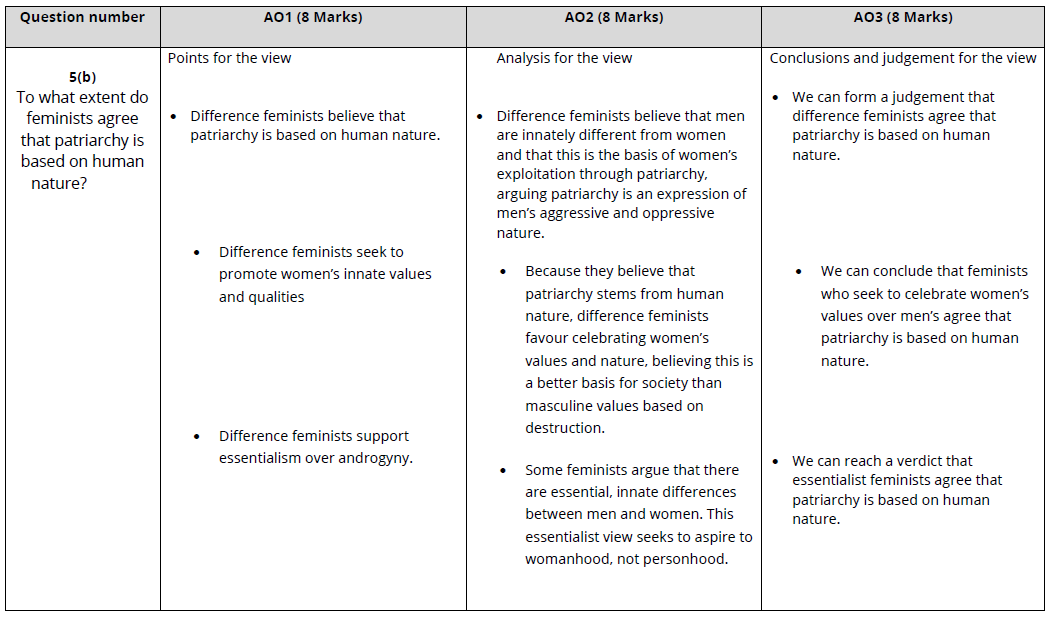 Question number
AO1 (8 Marks)
AO2 (8 Marks)
AO3 (8 Marks)
5(b)
To what extent do
feminists agree
that patriarchy is
based on human
nature?
Points for the view
• Difference feminists believe that
patriarchy is based on human nature.
• Difference feminists seek to
promote women’s innate values
and qualities
• Difference feminists support
essentialism over androgyny.
Analysis for the view
• Difference feminists believe that men
are innately different from women
and that this is the basis of women’s
exploitation through patriarchy,
arguing patriarchy is an expression of
men’s aggressive and oppressive
nature.
• Because they believe that
patriarchy stems from human
nature, difference feminists
favour celebrating women’s
values and nature, believing this is
a better basis for society than
masculine values based on
destruction.
• Some feminists argue that there
are essential, innate differences
between men and women. This
essentialist view seeks to aspire to
womanhood, not personhood.
Conclusions and judgement for the view
• We can form a judgement that
difference feminists agree that
patriarchy is based on human
nature.
• We can conclude that feminists
who seek to celebrate women’s
values over men’s agree that
patriarchy is based on human
nature.
• We can reach a verdict that
essentialist feminists agree that
patriarchy is based on human
nature.